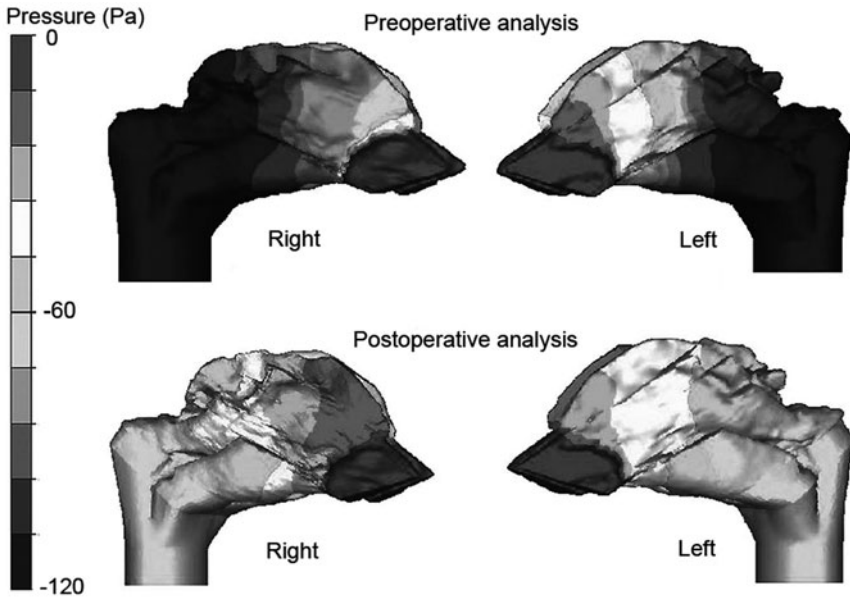 Pressure (Pa)
0
-60
-120
Preoperative analysis
Right
Left
Postoperative analysis
Right
Left